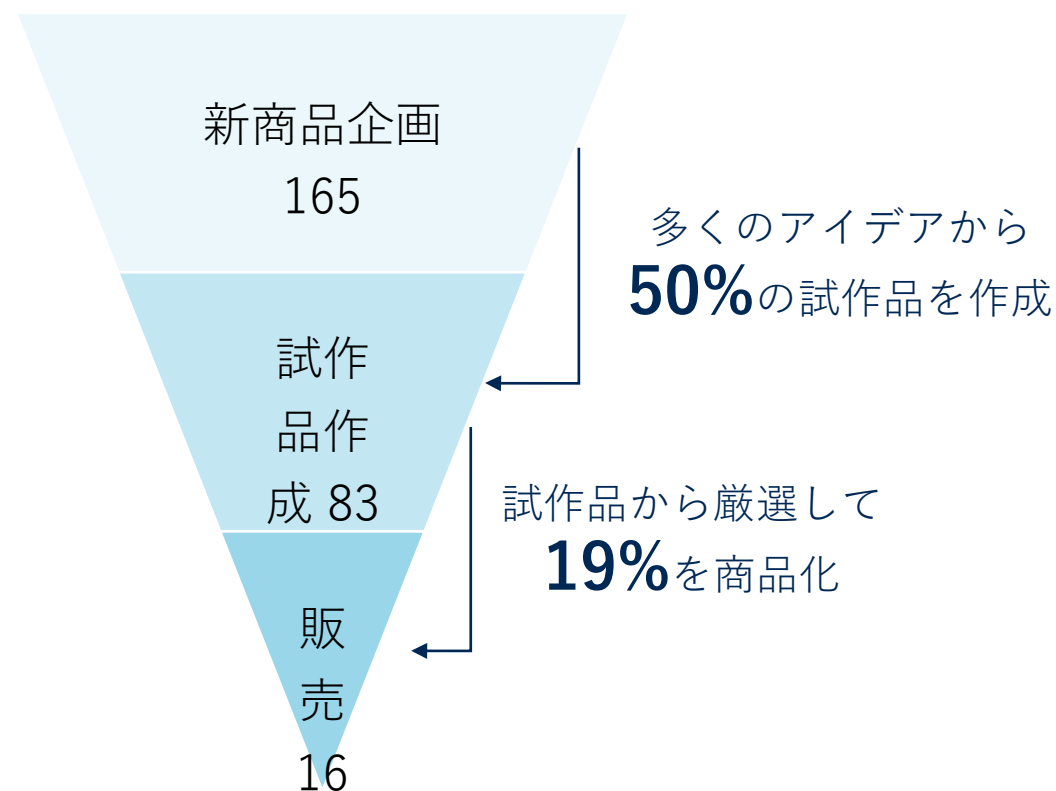 新商品企画
165
多くのアイデアから
50%の試作品を作成
試作
品作
成 83
試作品から厳選して
19%を商品化
販
売
16